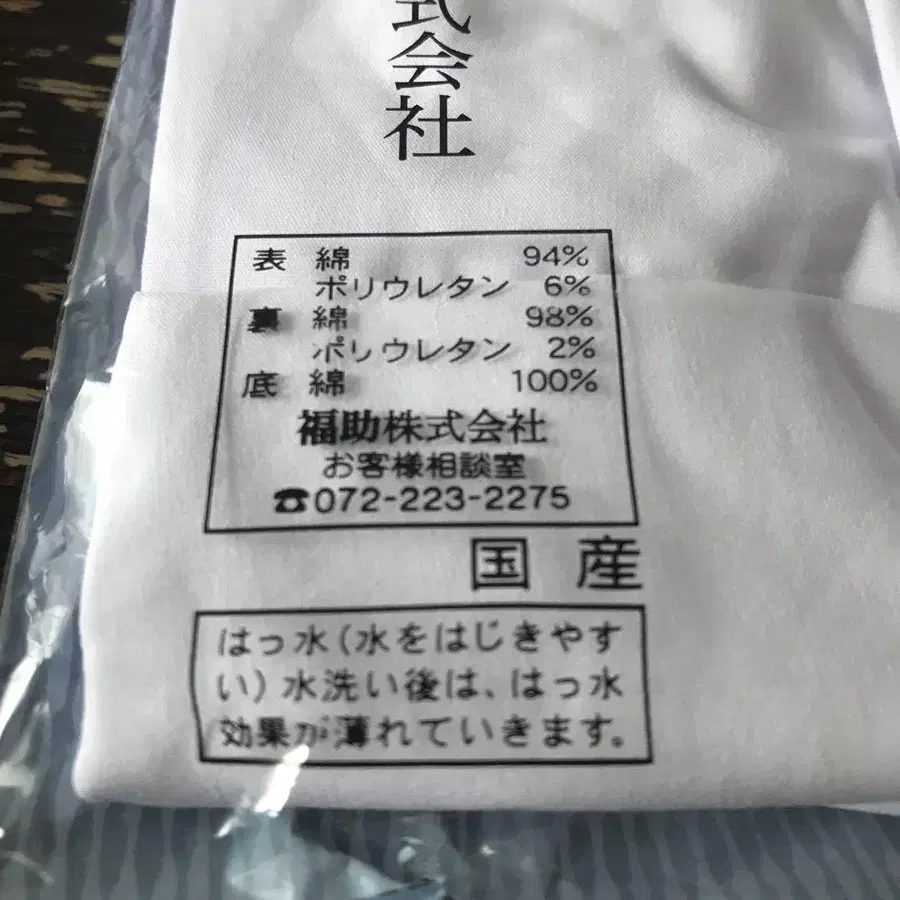 式会社
表 綿 94%
ポリウレタン 6%
裏 綿 98%
ポリウレタン 2%
底 綿 100%
福助株式会社
お客様相談室
☎072-223-2275
国産
はっ水(水をはじきやす
い)水洗い後は、はっ水
効果が薄れていきます。